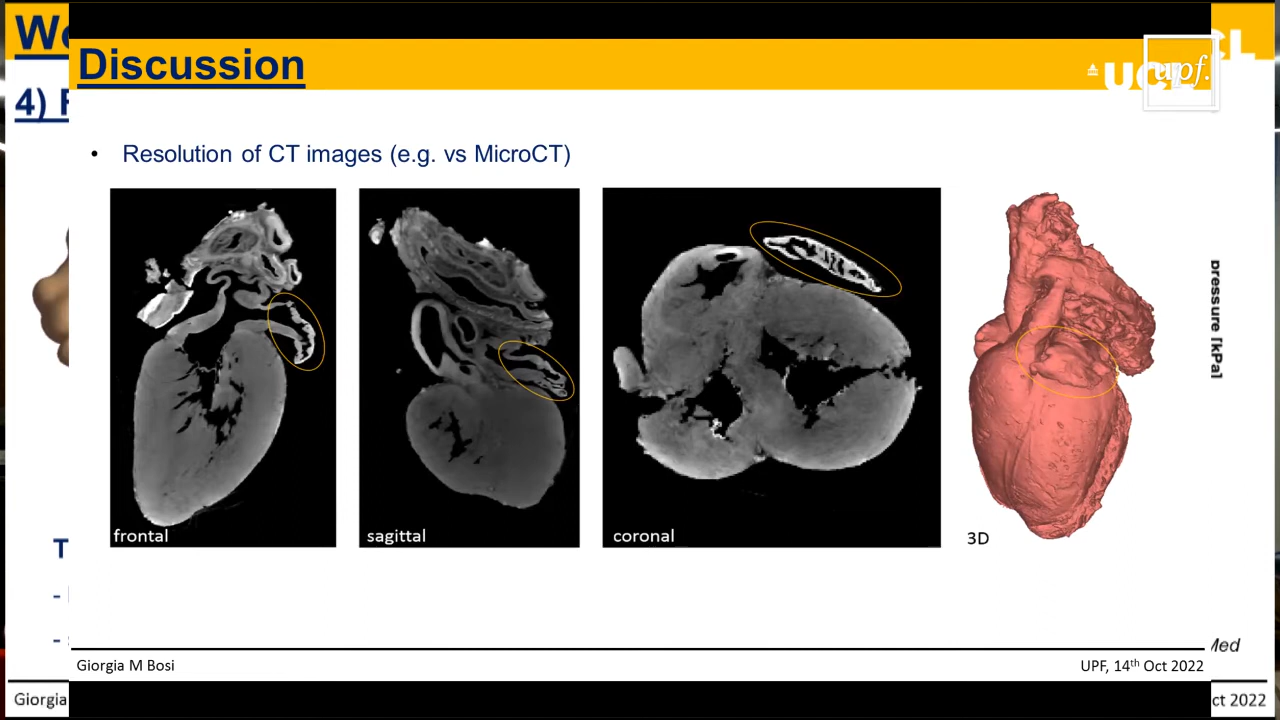 Discussion
UCL
upf.
4)
• Resolution of CT images (e.g. vs MicroCT)
pressure [kPa]
frontal
sagittal
coronal
3D
T
-
-
Med
Giorgia M Bosi
UPF, 14th Oct 2022
Giorgia
ct 2022